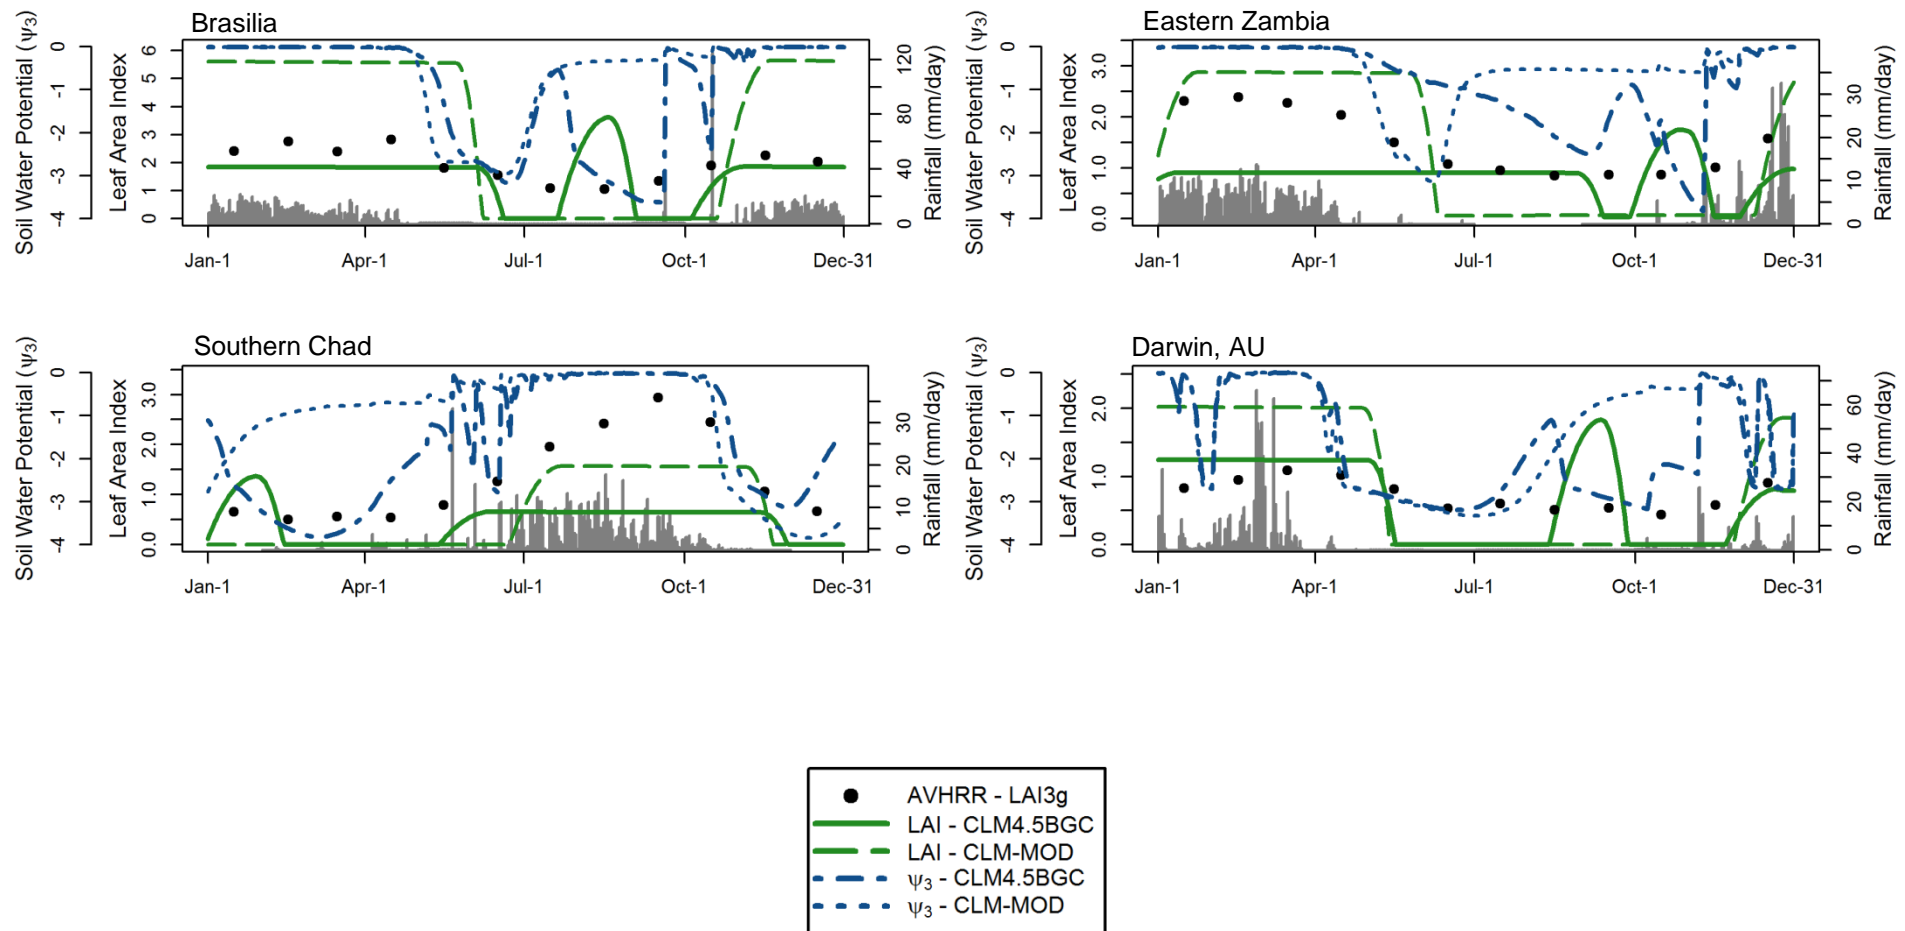 Brasilia
Soil Water Potential (ψ3)
0
-1
-2
-3
-4
Leaf Area Index
6
5
4
3
2
1
0
120
80
40
0
Rainfall (mm/day)
Jan-1 Apr-1 Jul-1 Oct-1 Dec-31
Eastern Zambia
Soil Water Potential (ψ3)
0
-1
-2
-3
-4
Leaf Area Index
3.0
2.0
1.0
0.0
30
20
10
0
Rainfall (mm/day)
Jan-1 Apr-1 Jul-1 Oct-1 Dec-31
Southern Chad
Soil Water Potential (ψ3)
0
-1
-2
-3
-4
Leaf Area Index
3.0
2.0
1.0
0.0
30
20
10
0
Rainfall (mm/day)
Jan-1 Apr-1 Jul-1 Oct-1 Dec-31
Darwin, AU
Soil Water Potential (ψ3)
0
-1
-2
-3
-4
Leaf Area Index
2.0
1.0
0.0
60
40
20
0
Rainfall (mm/day)
Jan-1 Apr-1 Jul-1 Oct-1 Dec-31
AVHRR - LAI3g
LAI - CLM4.5BGC
LAI - CLM-MOD
ψ3 - CLM4.5BGC
ψ3 - CLM-MOD